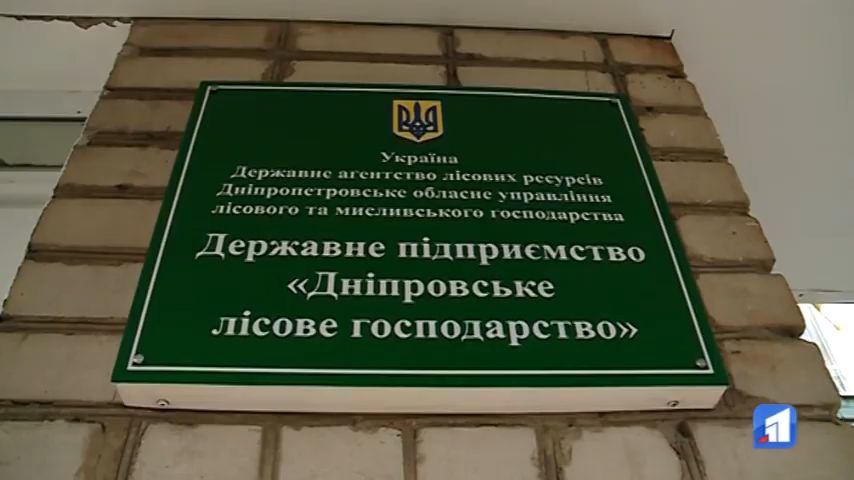 Україна
Державне агентство лісових ресурсів
Дніпропетровське обласне управління
лісового та мисливського господарства
Державне підприємство
«Дніпровське
лісове господарство»